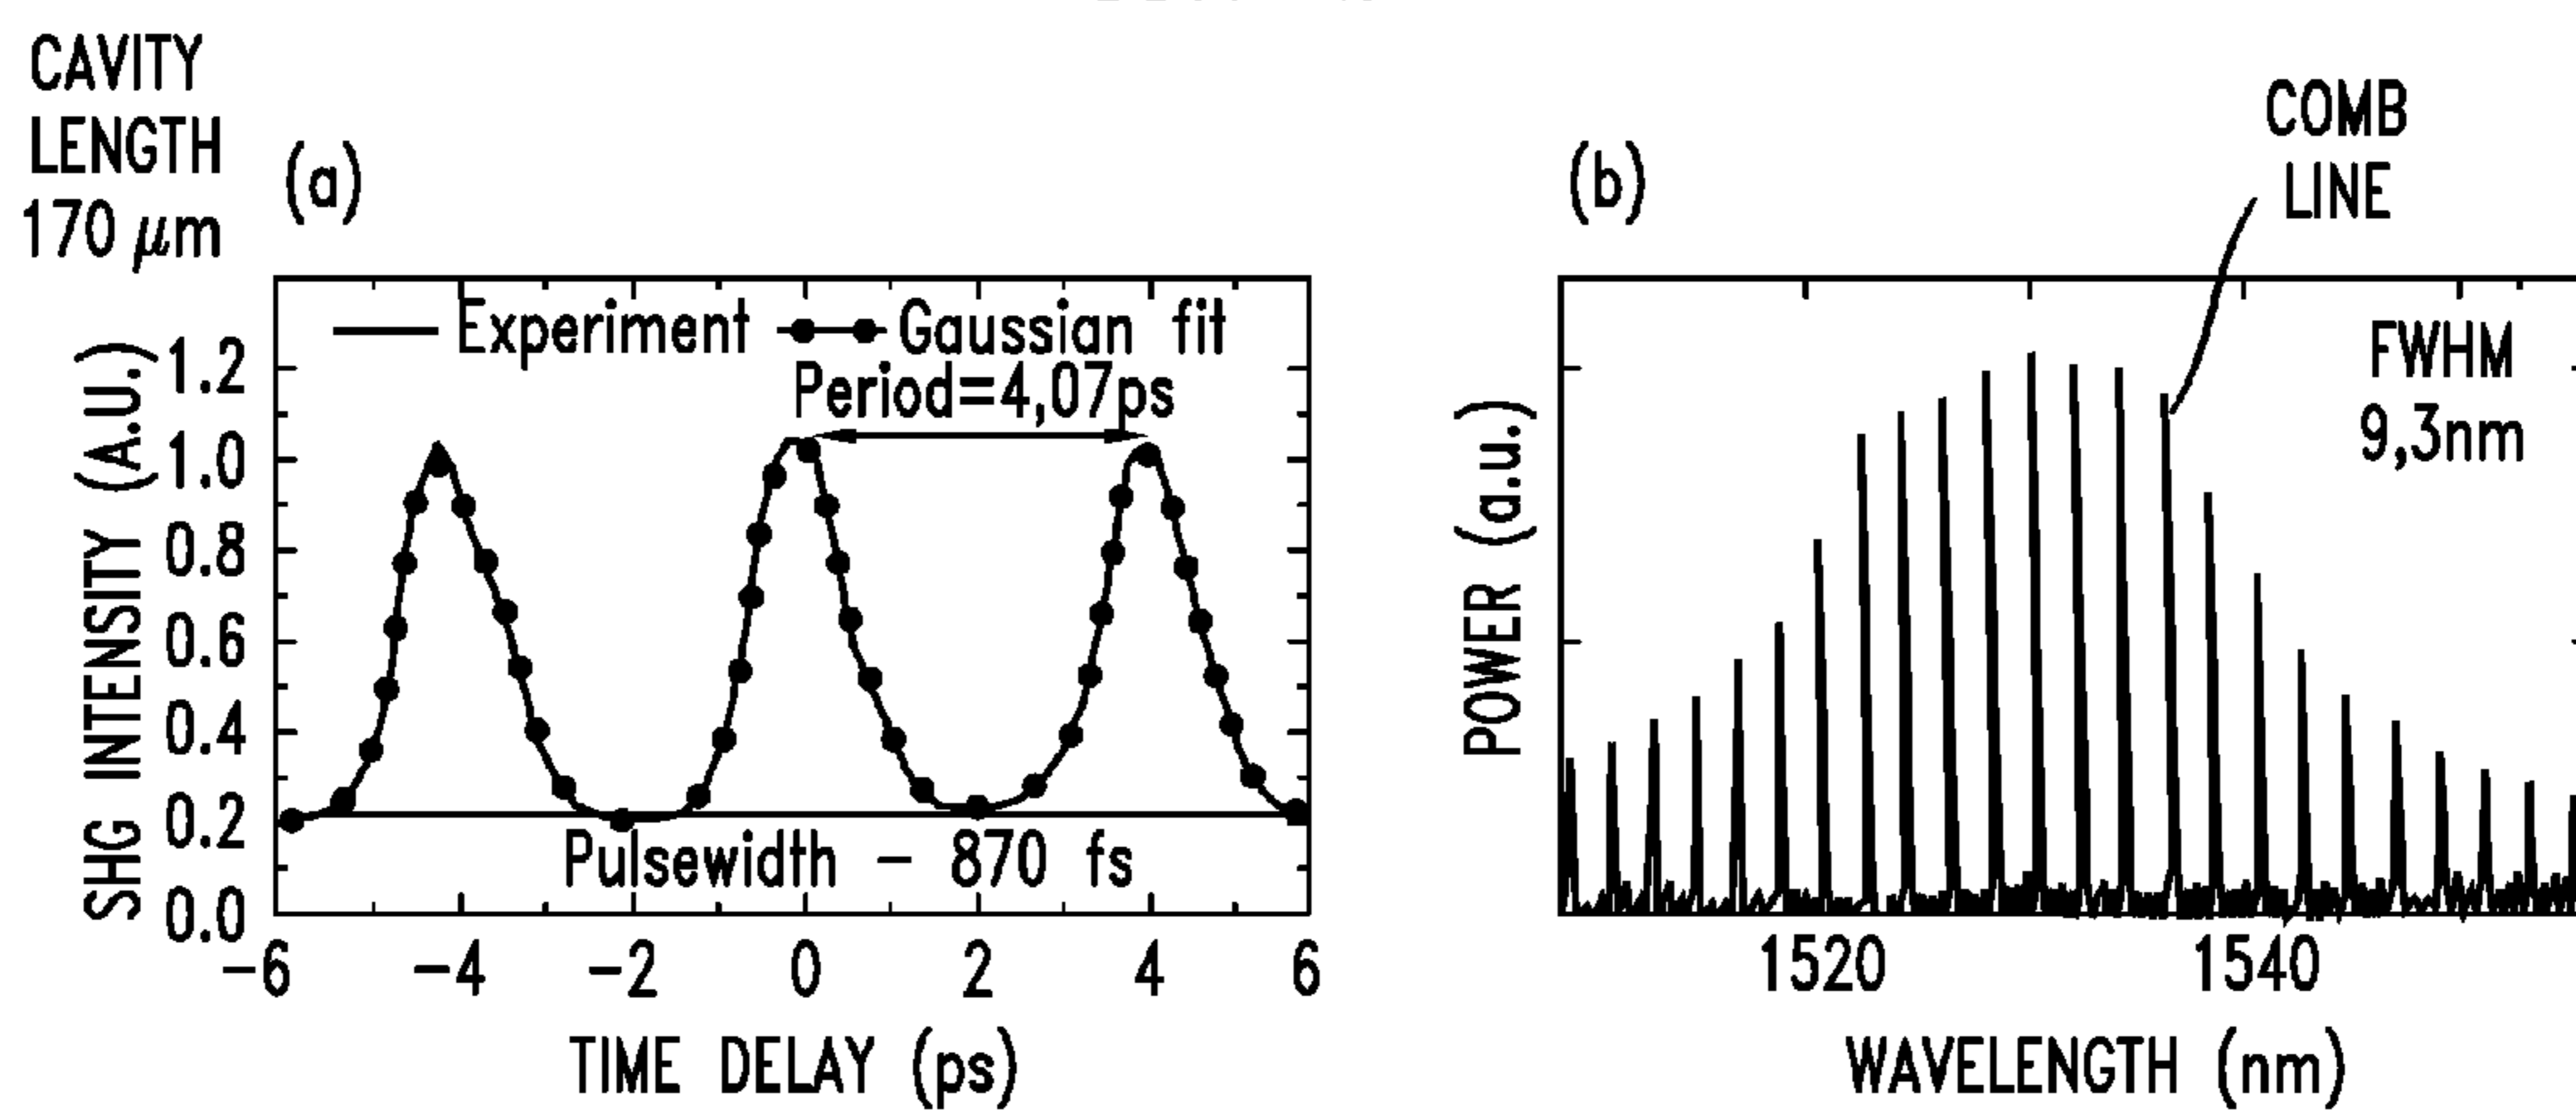 CAVITY
LENGTH
170 μm
(a)
Experiment
Gaussian fit
Period=4,07ps
1.2
1.0
0.8
0.6
0.4
0.2
0.0
SHG INTENSITY (A.U.)
Pulsewidth – 870 fs
-6 -4 -2 0 2 4 6
TIME DELAY (ps)
(b)
COMB
LINE
FWHM
9,3nm
POWER (a.u.)
1520 1540
WAVELENGTH (nm)